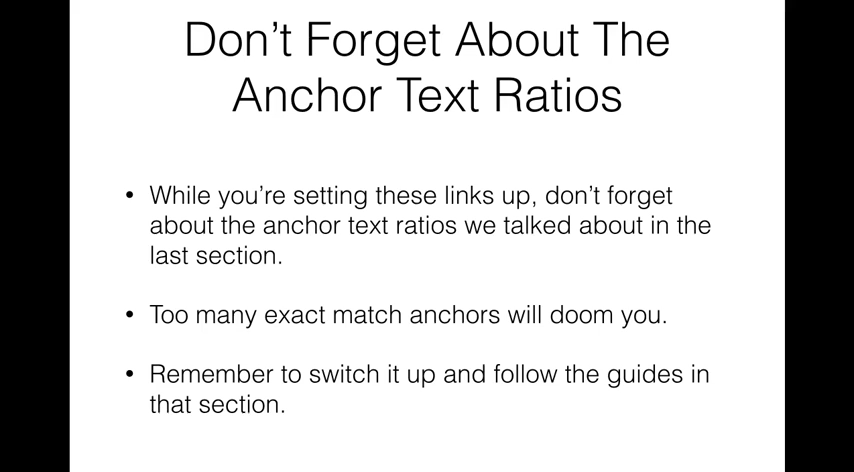 Don’t Forget About The
Anchor Text Ratios
• While you’re setting these links up, don’t forget
about the anchor text ratios we talked about in the
last section.
• Too many exact match anchors will doom you.
• Remember to switch it up and follow the guides in
that section.